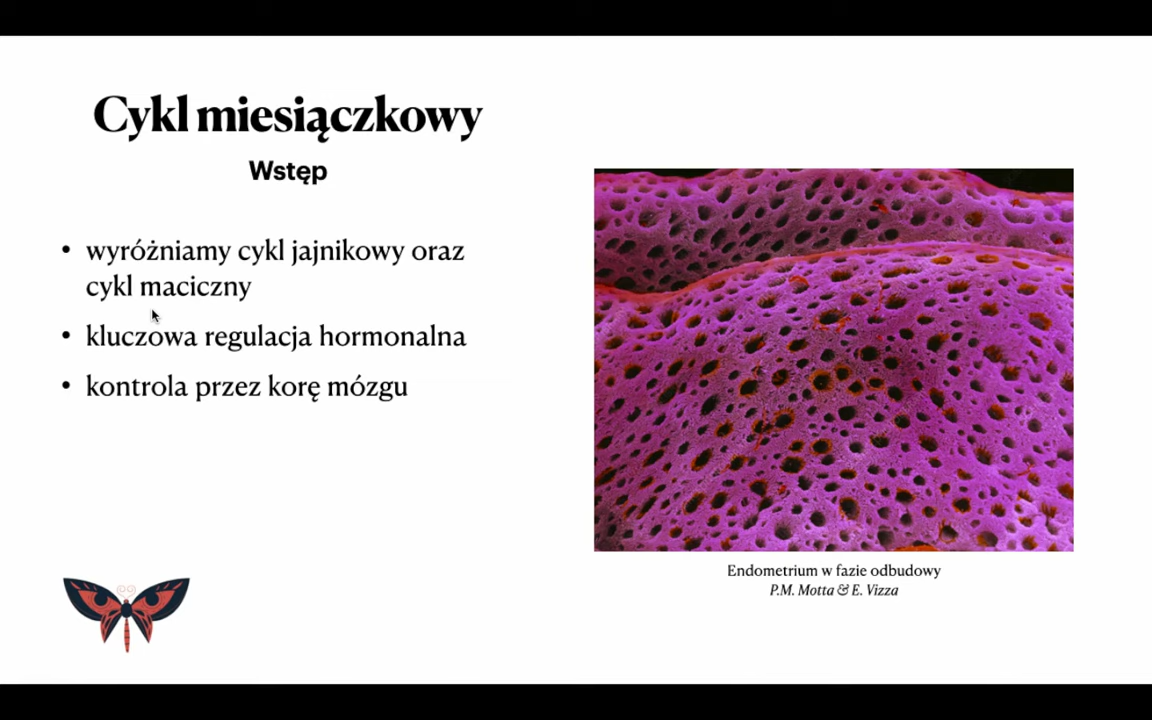 Cykl miesiączkowy
Wstęp
• wyróżniamy cykl jajnikowy oraz
cykl maciczny
• kluczowa regulacja hormonalna
• kontrola przez korę mózgu
Endometrium w fazie odbudowy
P.M. Motta & E. Vizza